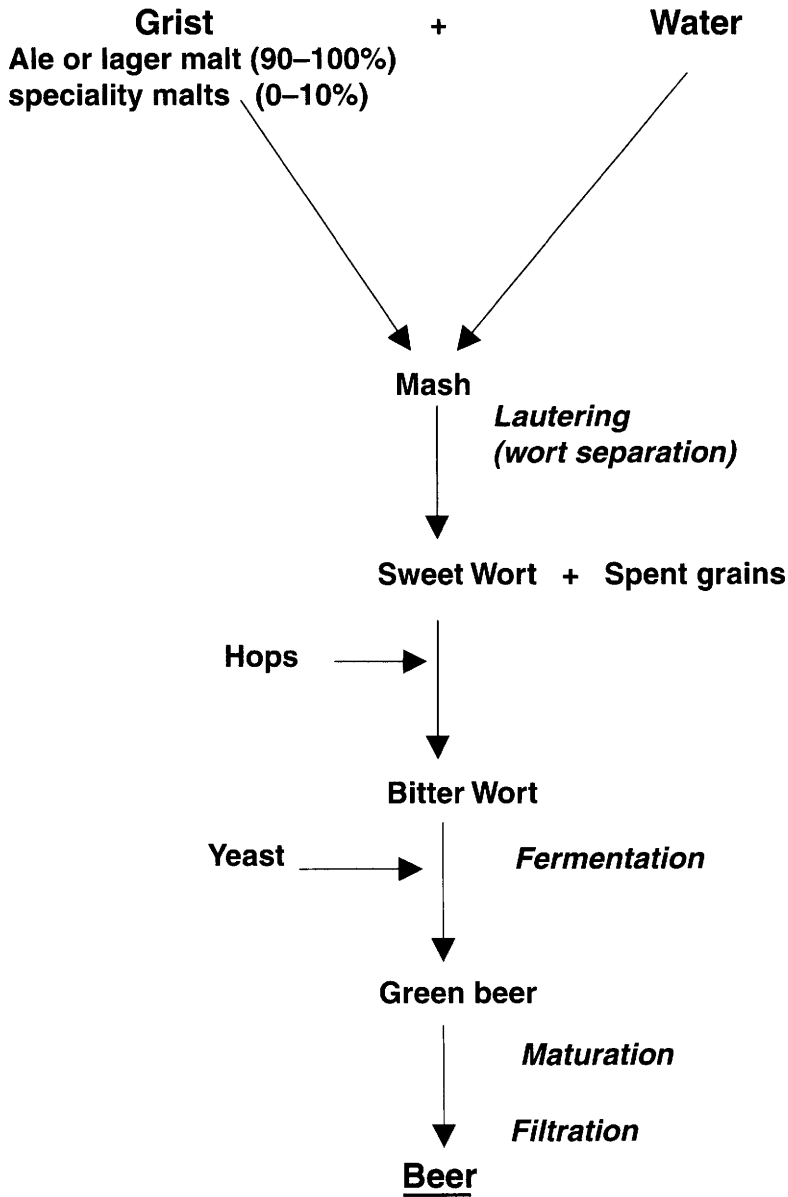 Grist + Water
Ale or lager malt (90–100%)
speciality malts (0–10%)
Mash
Lautering
(wort separation)
Sweet Wort + Spent grains
Hops
Bitter Wort
Yeast
Fermentation
Green beer
Maturation
Filtration
Beer